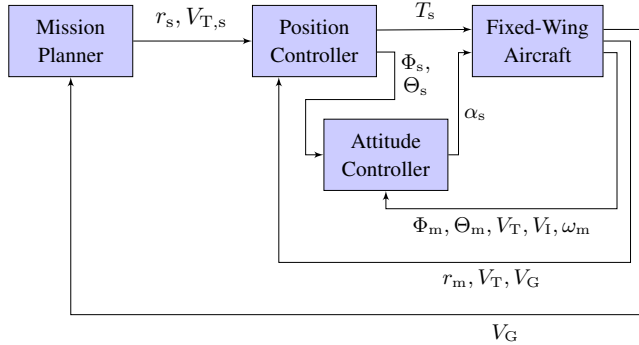 Mission
Planner
r_s, V_T,s
Position
Controller
T_s
Fixed-Wing
Aircraft
Φ_s,
Θ_s
α_s
Attitude
Controller
Φ_m, Θ_m, V_T, V_I, ω_m
r_m, V_T, V_G
V_G